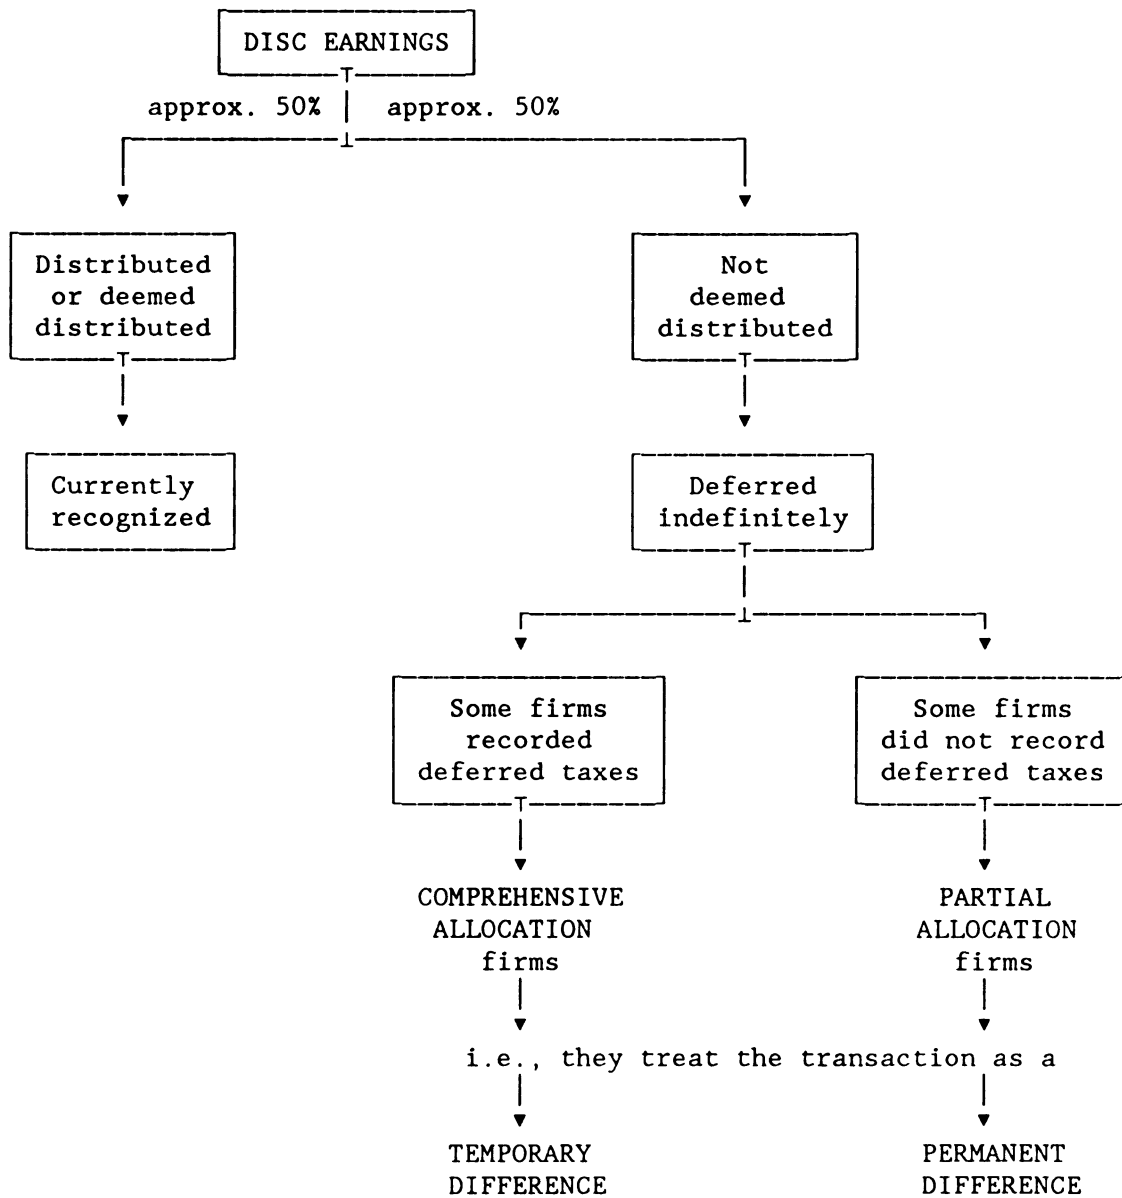 DISC EARNINGS
approx. 50% approx. 50%
Distributed
or deemed
distributed
Not
deemed
distributed
Currently
recognized
Deferred
indefinitely
Some firms
recorded
deferred taxes
Some firms
did not record
deferred taxes
COMPREHENSIVE
ALLOCATION
firms
PARTIAL
ALLOCATION
firms
i.e., they treat the transaction as a
TEMPORARY
DIFFERENCE
PERMANENT
DIFFERENCE